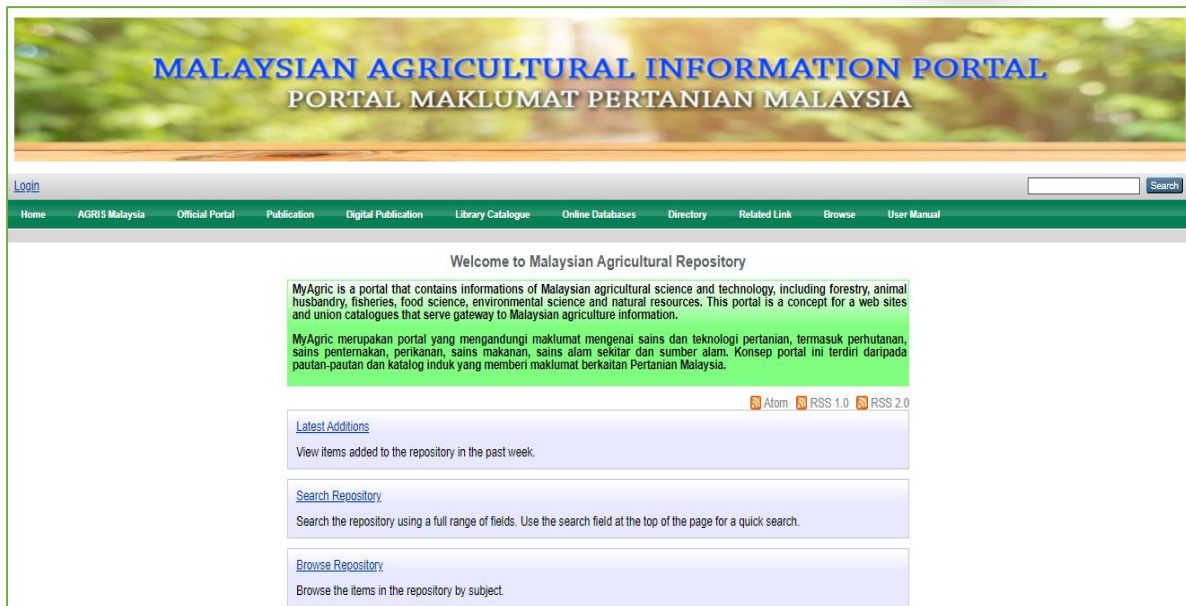 MALAYSIAN AGRICULTURAL INFORMATION PORTAL
PORTAL MAKLUMAT PERTANIAN MALAYSIA
Login
Search
Home AGRIS Malaysia Official Portal Publication Digital Publication Library Catalogue Online Databases Directory Related Link Browse User Manual
Welcome to Malaysian Agricultural Repository
MyAgric is a portal that contains informations of Malaysian agricultural science and technology, including forestry, animal
husbandry, fisheries, food science, environmental science and natural resources. This portal is a concept for a web sites
and union catalogues that serve gateway to Malaysian agriculture information.
MyAgric merupakan portal yang mengandungi maklumat mengenai sains dan teknologi pertanian, termasuk perhutanan,
sains penternakan, perikanan, sains makanan, sains alam sekitar dan sumber alam. Konsep portal ini terdiri daripada
pautan-pautan dan katalog induk yang memberi maklumat berkaitan Pertanian Malaysia.
Atom RSS 1.0 RSS 2.0
Latest Additions
View items added to the repository in the past week.
Search Repository
Search the repository using a full range of fields. Use the search field at the top of the page for a quick search.
Browse Repository
Browse the items in the repository by subject.